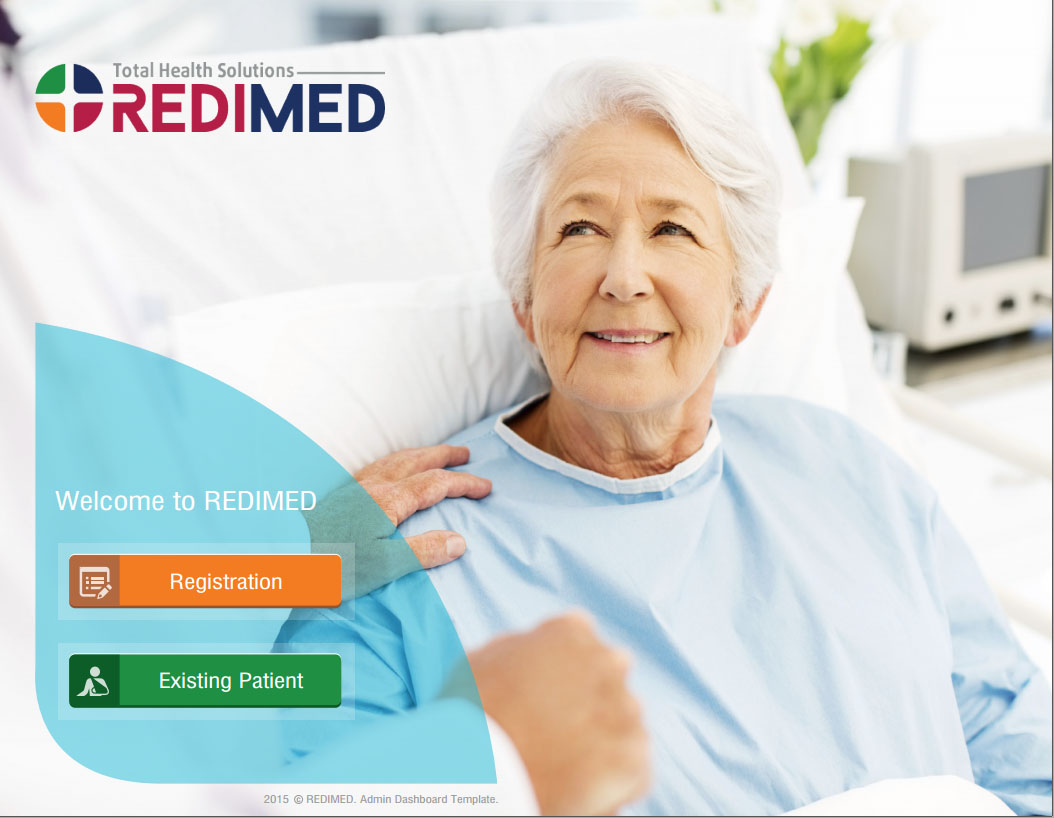 Total Health Solutions
REDIMED
Welcome to REDIMED
Registration
Existing Patient
2015 © REDIMED. Admin Dashboard Template.